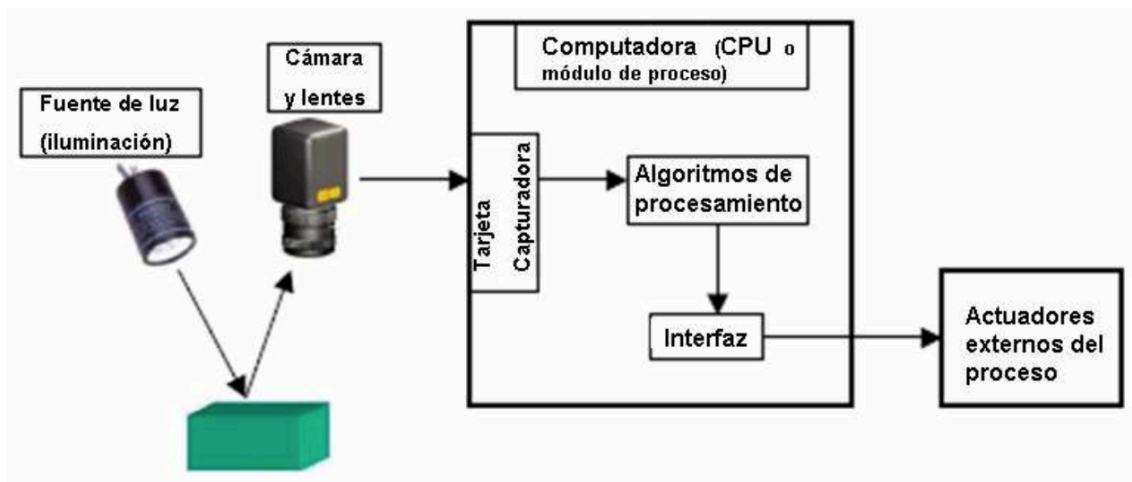 Fuente de luz
(iluminación)
Cámara
y lentes
Computadora (CPU o
módulo de proceso)
Tarjeta
Capturadora
Algoritmos de
procesamiento
Interfaz
Actuadores
externos del
proceso